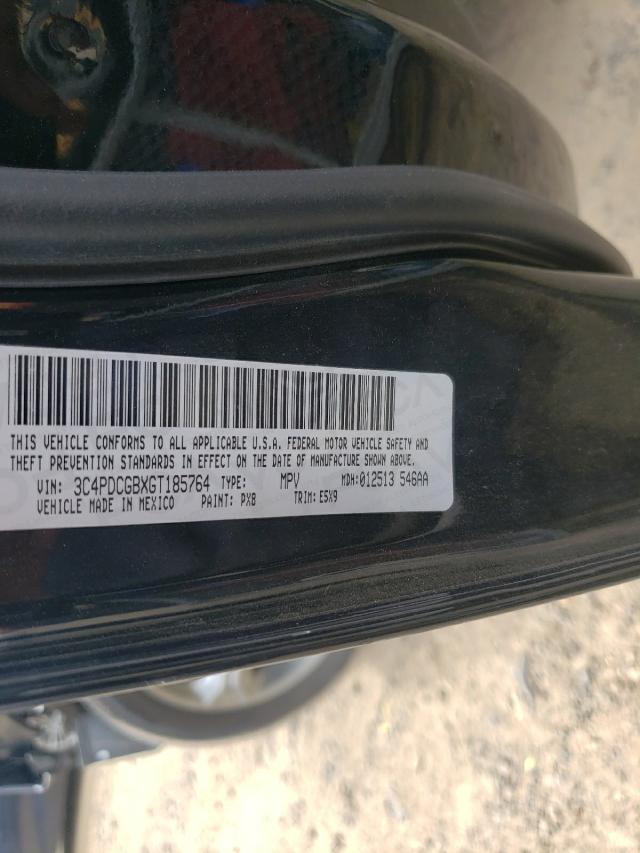 THIS VEHICLE CONFORMS TO ALL APPLICABLE U.S.A. FEDERAL MOTOR VEHICLE SAFETY AND
THEFT PREVENTION STANDARDS IN EFFECT ON THE DATE OF MANUFACTURE SHOWN ABOVE.
VIN: 3C4PDCGBXGT185764 TYPE: MPV MDH:012513 546AA
VEHICLE MADE IN MEXICO PAINT: PX8 TRIM: E5X9